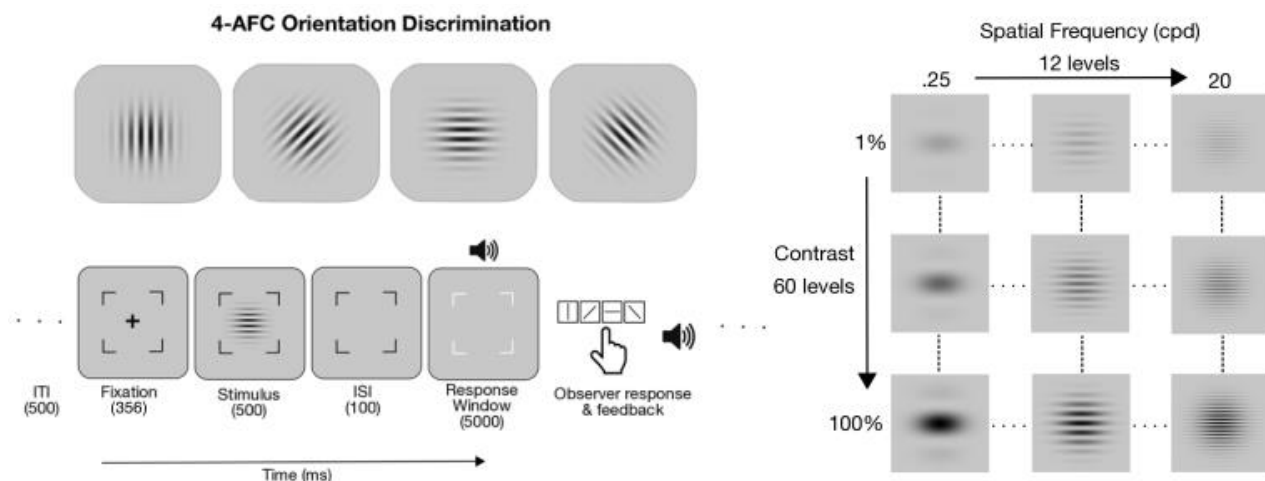 4-AFC Orientation Discrimination
ITI
(500)
Fixation
(356)
Stimulus
(500)
ISI
(100)
Response
Window
(5000)
Observer response
& feedback
Time (ms)
Spatial Frequency (cpd)
12 levels
.25
20
1%
Contrast
60 levels
100%